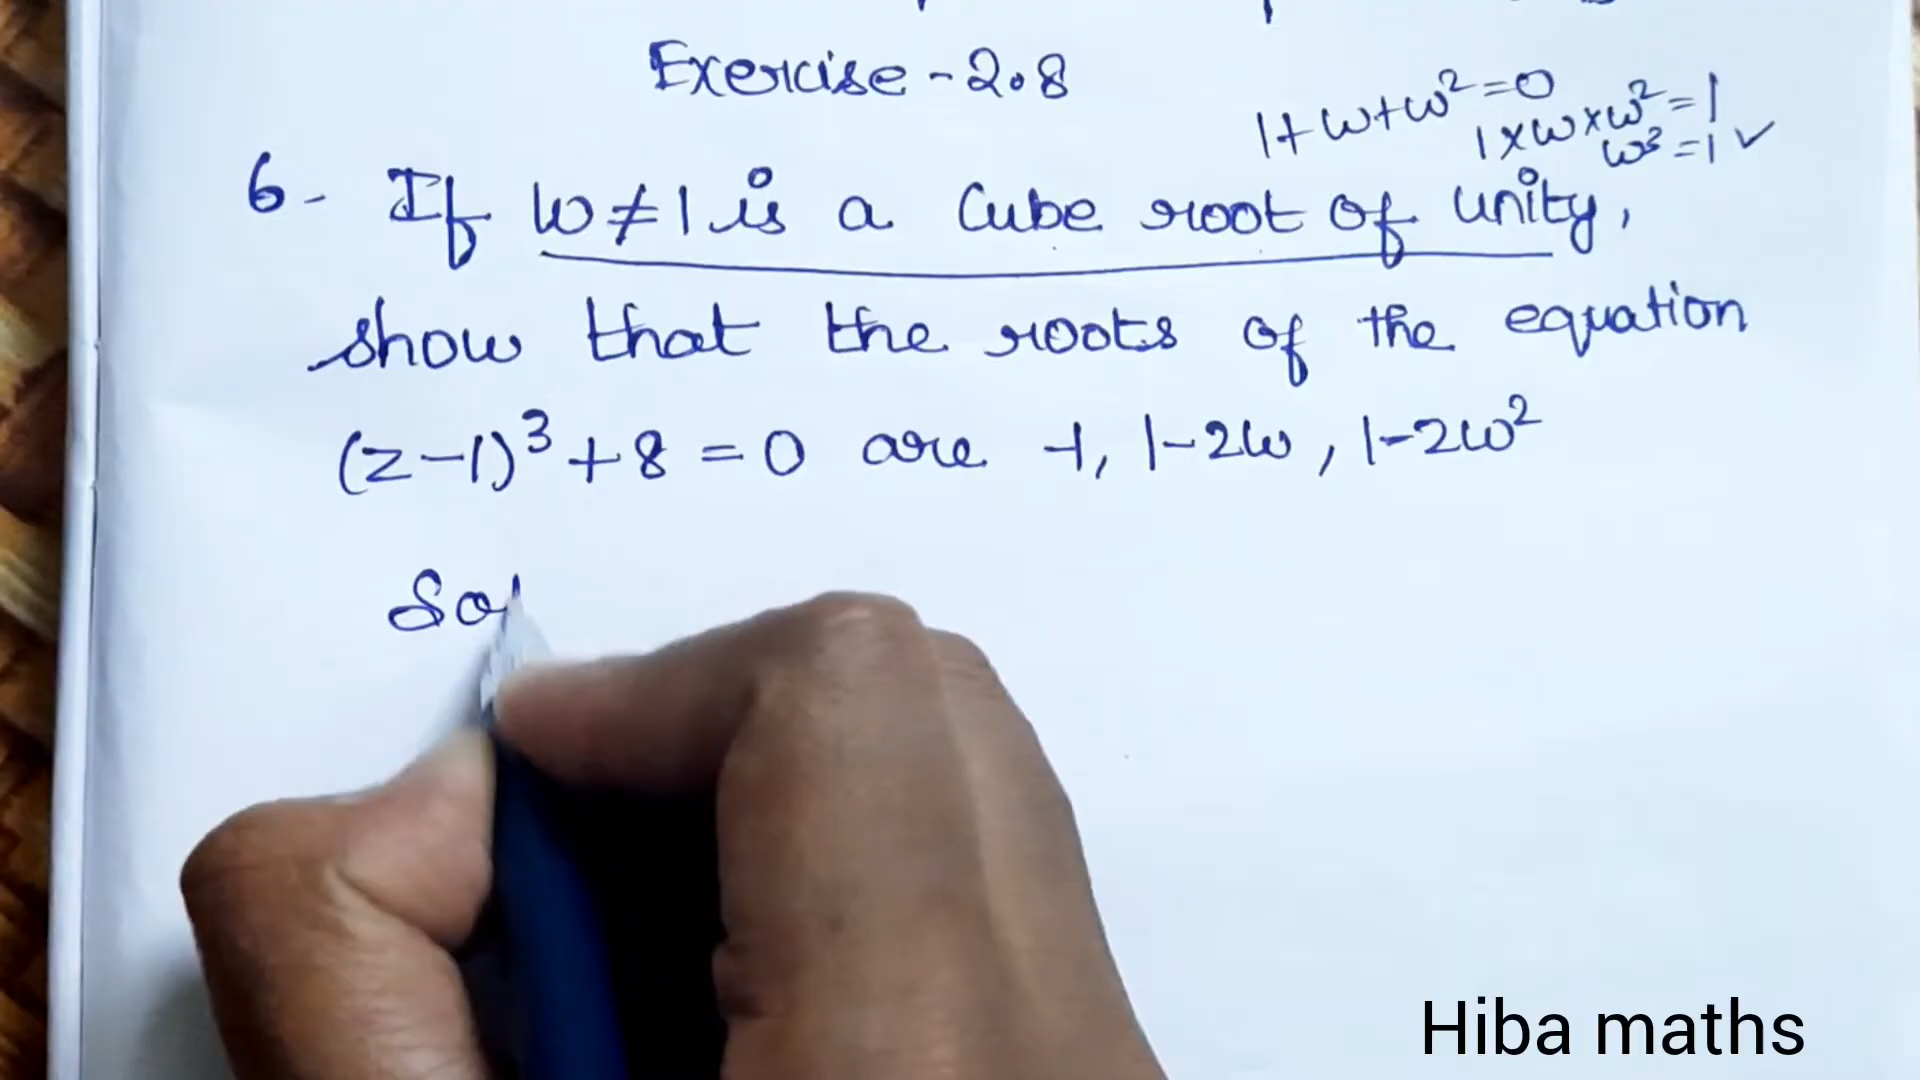 Exercise - 2.8
1+ω+ω²=0
1×ω×ω²=1
ω³=1 ✓
6- If ω≠1 is a Cube root of unity,
show that the roots of the equation
(z-1)³+8=0 are -1, 1-2ω, 1-2ω²
Sol
Hiba maths